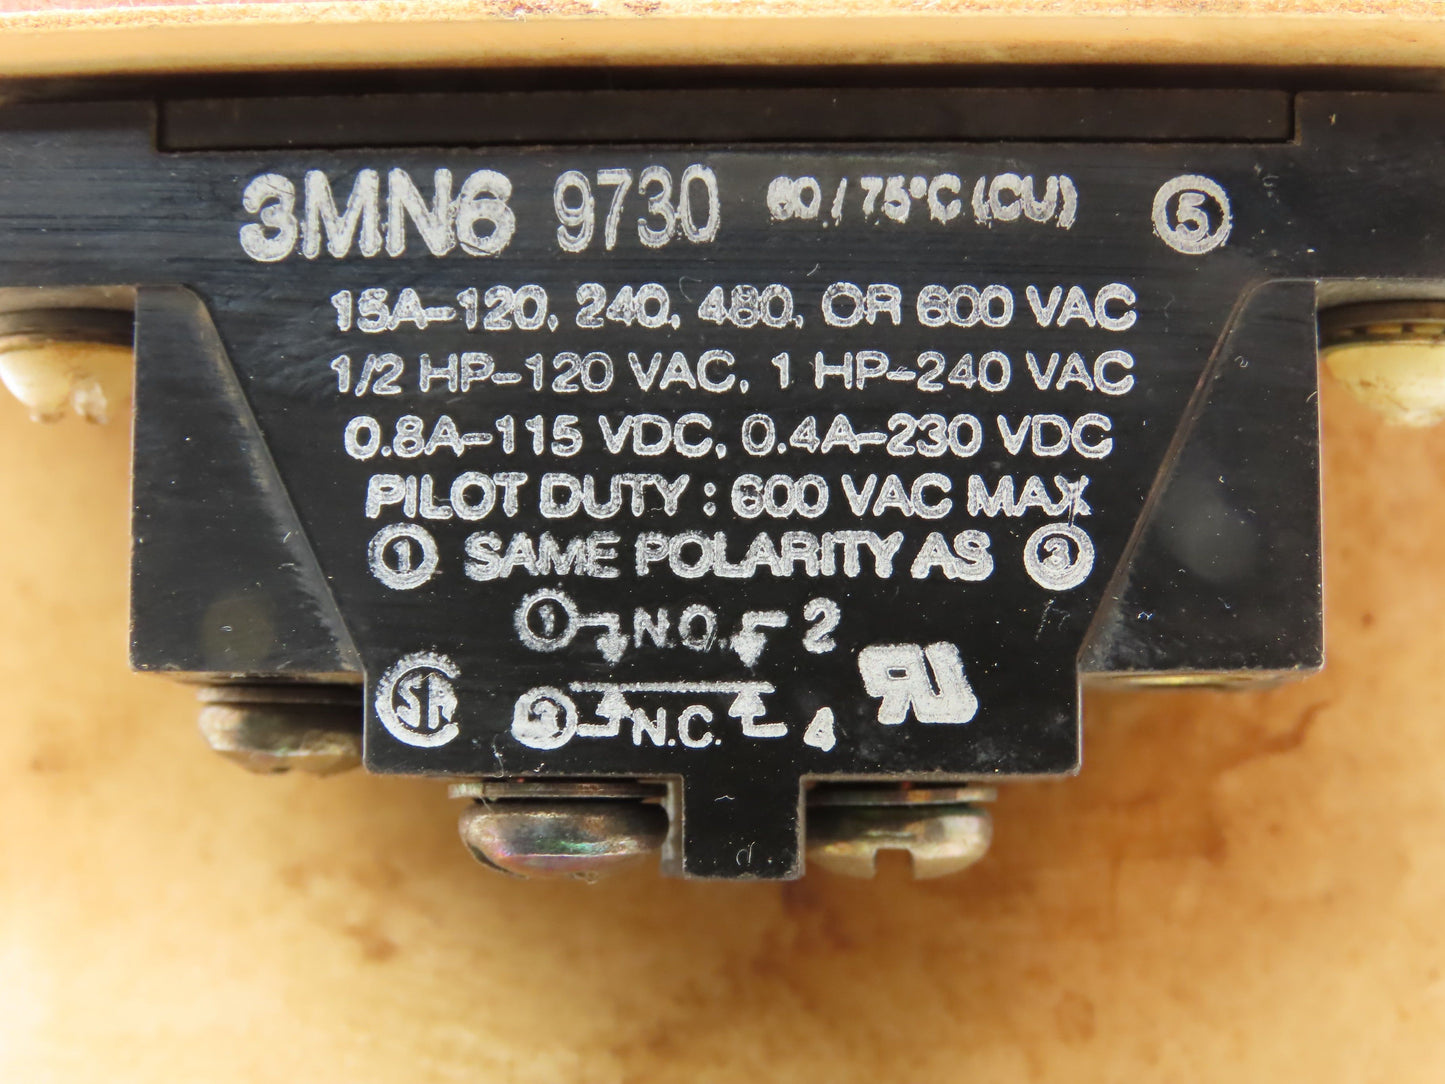 3MN6 9730 60/75°C (CU) 5
15A-120, 240, 480, OR 600 VAC
1/2 HP-120 VAC, 1 HP-240 VAC
0.8A-115 VDC, 0.4A-230 VDC
PILOT DUTY : 600 VAC MAX
1 SAME POLARITY AS 3
1 N.O. 2
3 N.C. 4
SA RU
d